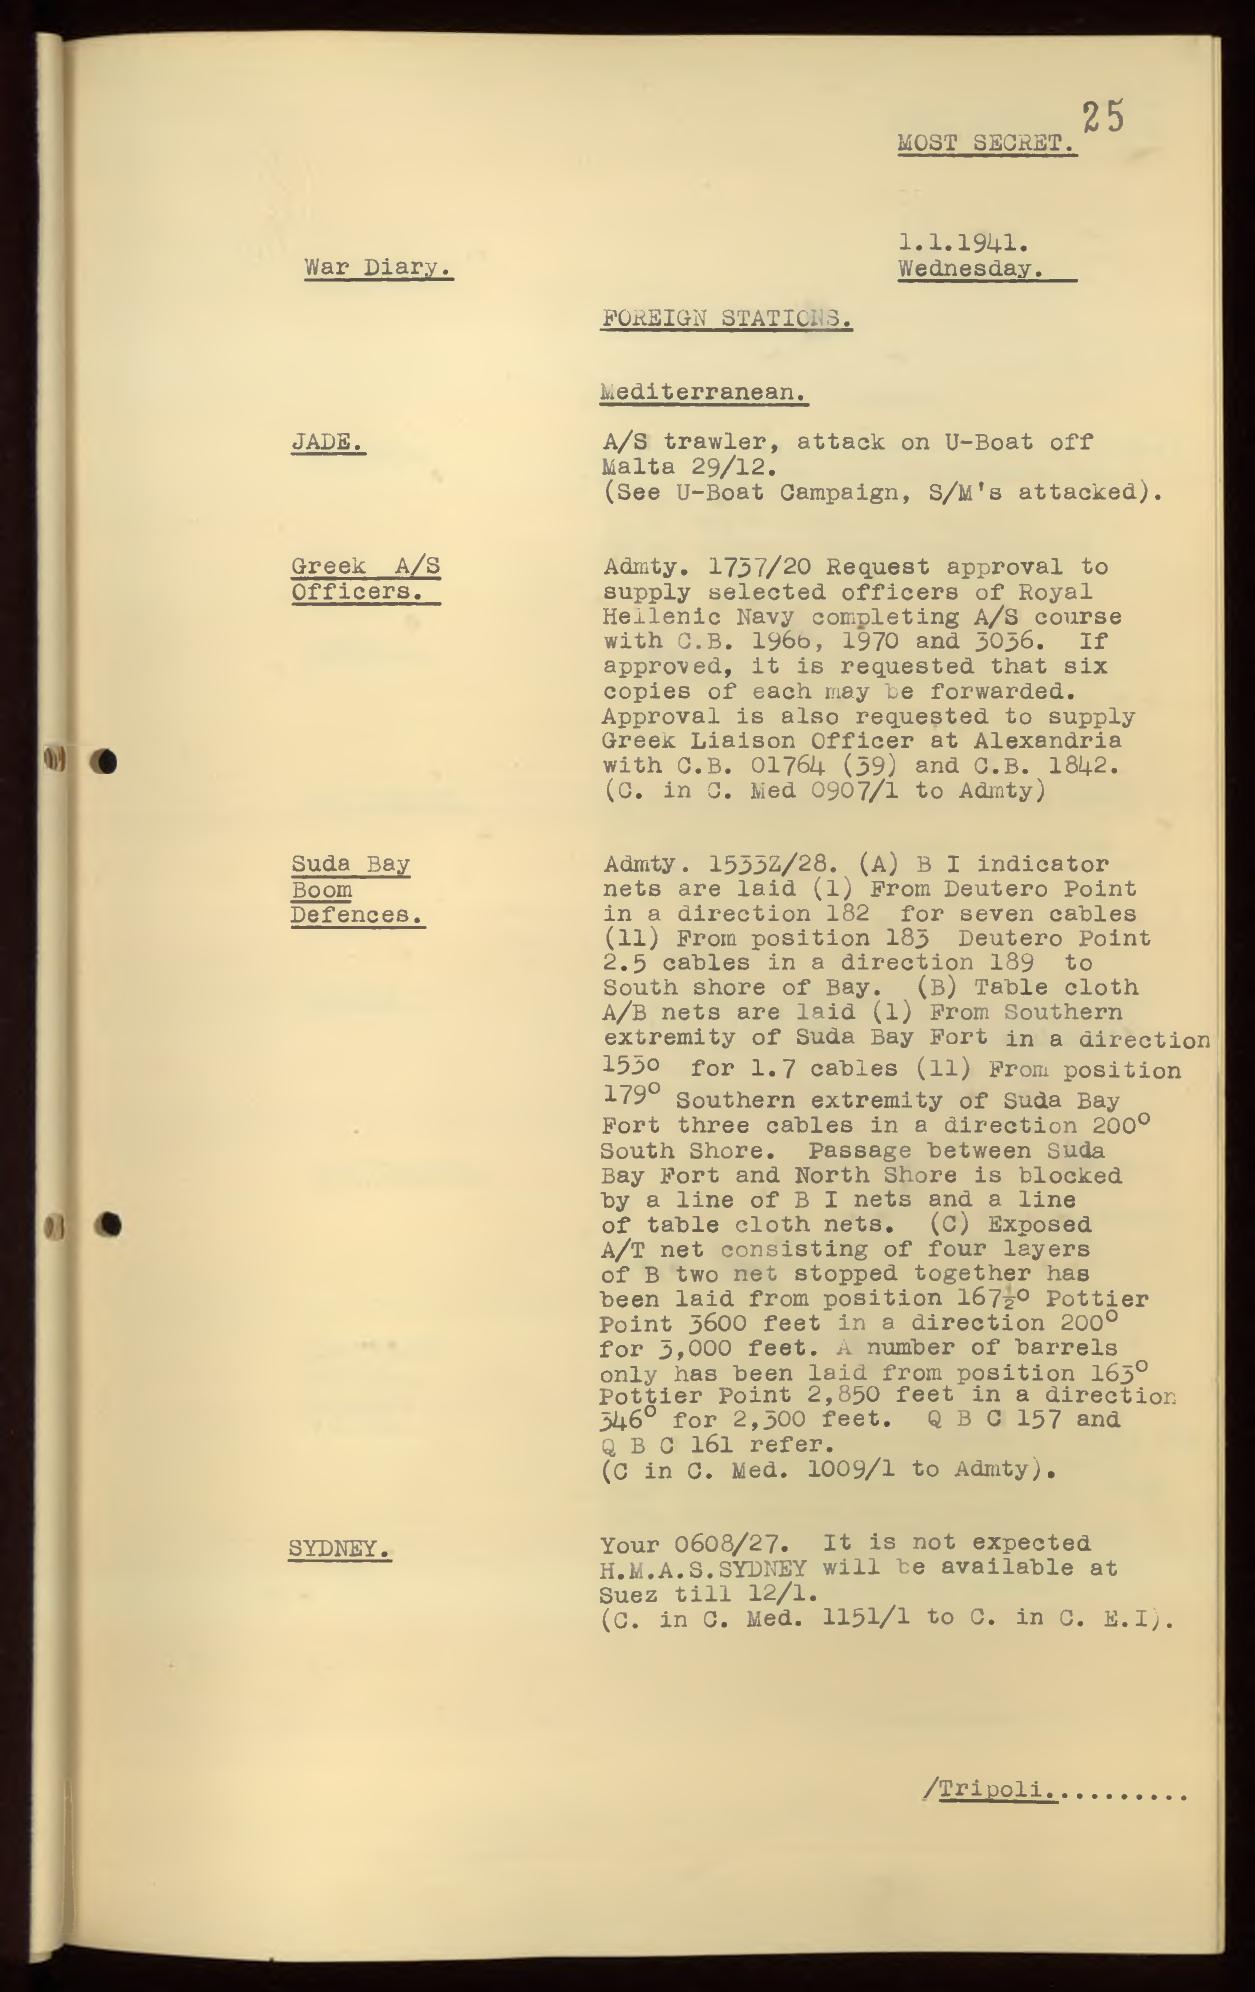 25
MOST SECRET.
1.1.1941.
War Diary.
Wednesday.
FOREIGN STATIONS.
Mediterranean.
JADE.
A/S trawler, attack on U-Boat off
Malta 29/12.
(See U-Boat Campaign, S/M's attacked).
Greek A/S
Officers.
Admty. 1737/20 Request approval to
supply selected officers of Royal
Hellenic Navy completing A/S course
with C.B. 1966, 1970 and 3036. If
approved, it is requested that six
copies of each may be forwarded.
Approval is also requested to supply
Greek Liaison Officer at Alexandria
with C.B. 01764 (39) and C.B. 1842.
(C. in C. Med 0907/1 to Admty)
Suda Bay
Boom
Defences.
Admty. 1533Z/28. (A) B I indicator
nets are laid (1) From Deutero Point
in a direction 182 for seven cables
(11) From position 183 Deutero Point
2.5 cables in a direction 189 to
South shore of Bay. (B) Table cloth
A/B nets are laid (1) From Southern
extremity of Suda Bay Fort in a direction
153° for 1.7 cables (11) From position
179° Southern extremity of Suda Bay
Fort three cables in a direction 200°
South Shore. Passage between Suda
Bay Fort and North Shore is blocked
by a line of B I nets and a line
of table cloth nets. (C) Exposed
A/T net consisting of four layers
of B two net stopped together has
been laid from position 167½° Pottier
Point 3600 feet in a direction 200°
for 3,000 feet. A number of barrels
only has been laid from position 163°
Pottier Point 2,850 feet in a direction
346° for 2,300 feet. Q B C 157 and
Q B C 161 refer.
(C in C. Med. 1009/1 to Admty).
SYDNEY.
Your 0608/27. It is not expected
H.M.A.S.SYDNEY will be available at
Suez till 12/1.
(C. in C. Med. 1151/1 to C. in C. E.I).
/Tripoli..........